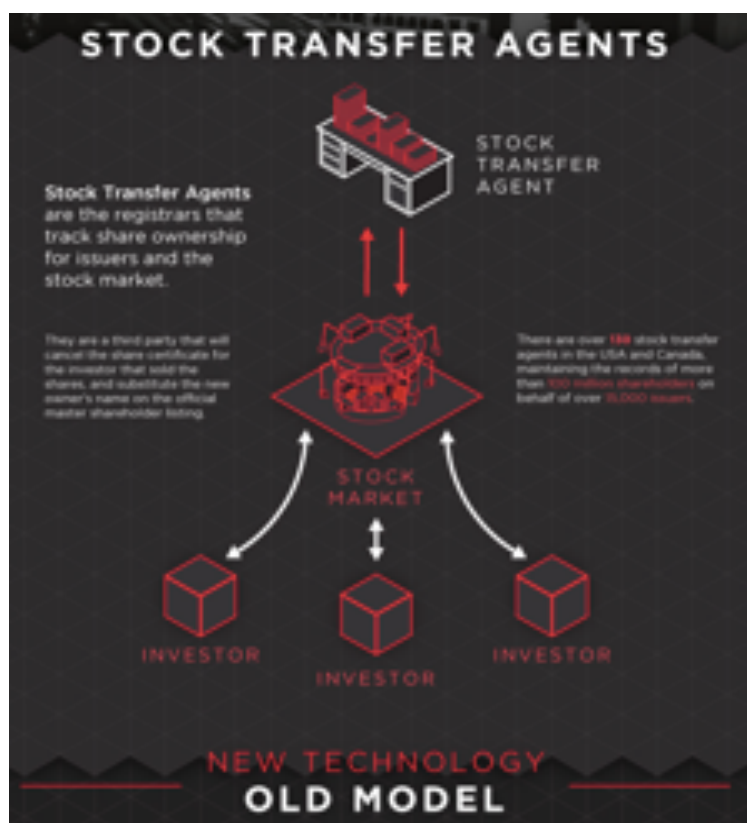 STOCK TRANSFER AGENTS
STOCK
TRANSFER
AGENT
Stock Transfer Agents
are the registrars that
track share ownership
for issuers and the
stock market.
They are a third party that will
cancel the share certificate for
the investor that sold the
shares, and substitute the new
owner's name on the official
master shareholder listing.
There are over 130 stock transfer
agents in the USA and Canada,
maintaining the records of more
than 100 million shareholders on
behalf of over 15,000 issuers.
STOCK
MARKET
INVESTOR
INVESTOR
INVESTOR
NEW TECHNOLOGY
OLD MODEL